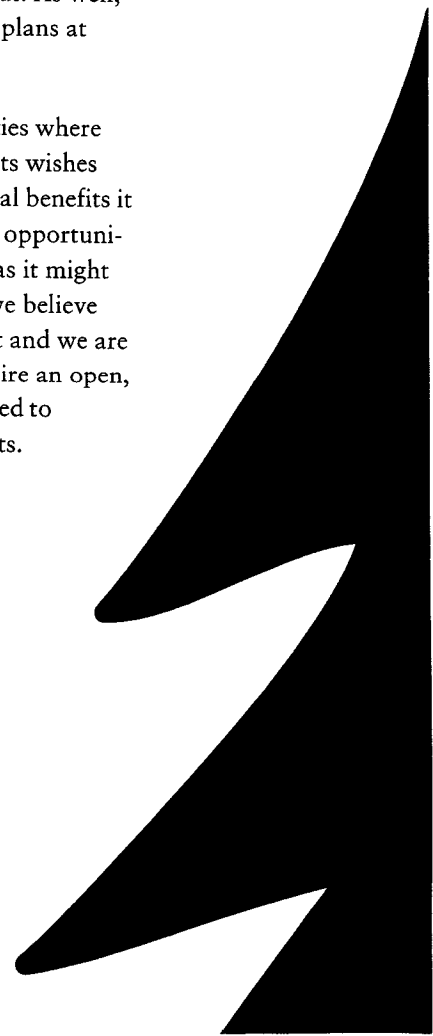 As well,
plans at
ies where
ts wishes
al benefits it
opportuni-
as it might
ve believe
t and we are
ire an open,
ed to
ts.